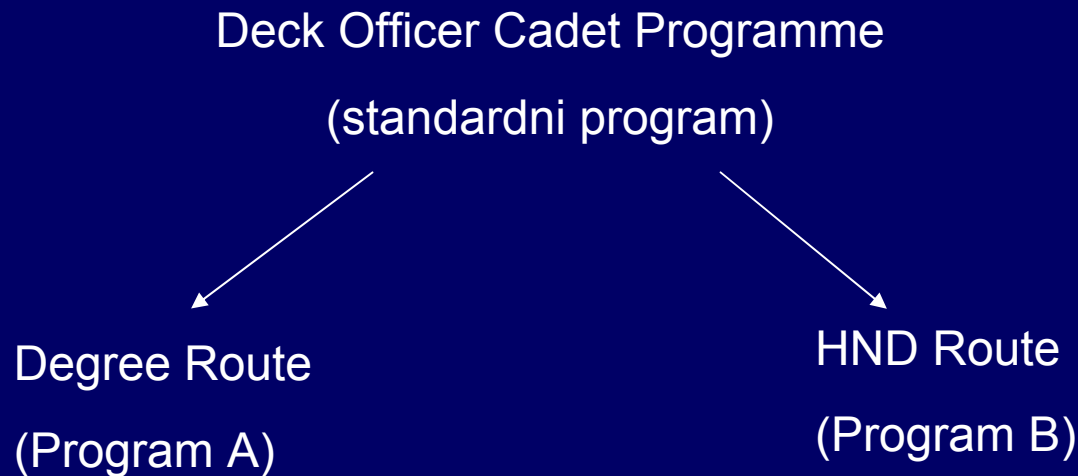 Deck Officer Cadet Programme
(standardni program)
Degree Route
(Program A)
HND Route
(Program B)